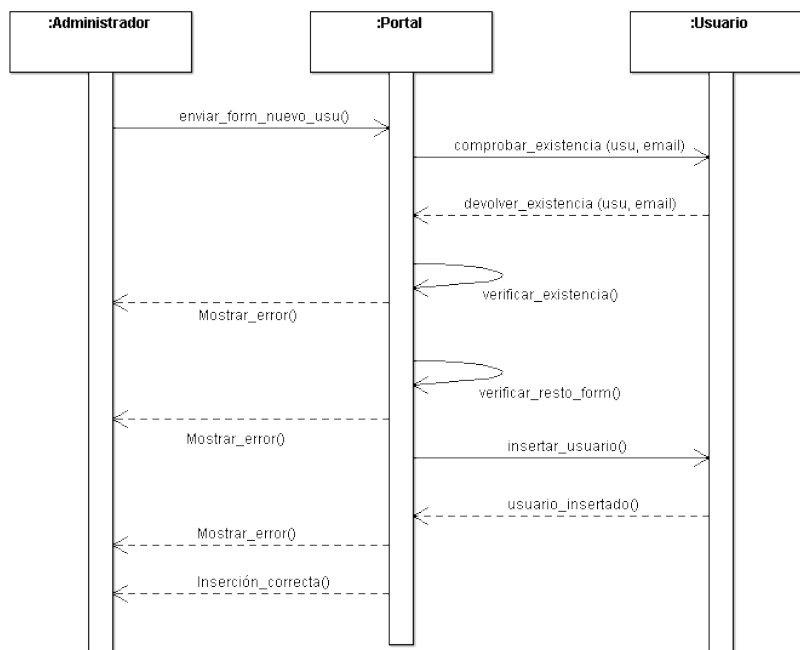 :Administrador
:Portal
:Usuario
enviar_form_nuevo_usu()
comprobar_existencia (usu, email)
devolver_existencia (usu, email)
verificar_existencia()
Mostrar_error()
verificar_resto_form()
Mostrar_error()
insertar_usuario()
usuario_insertado()
Mostrar_error()
Inserción_correcta()